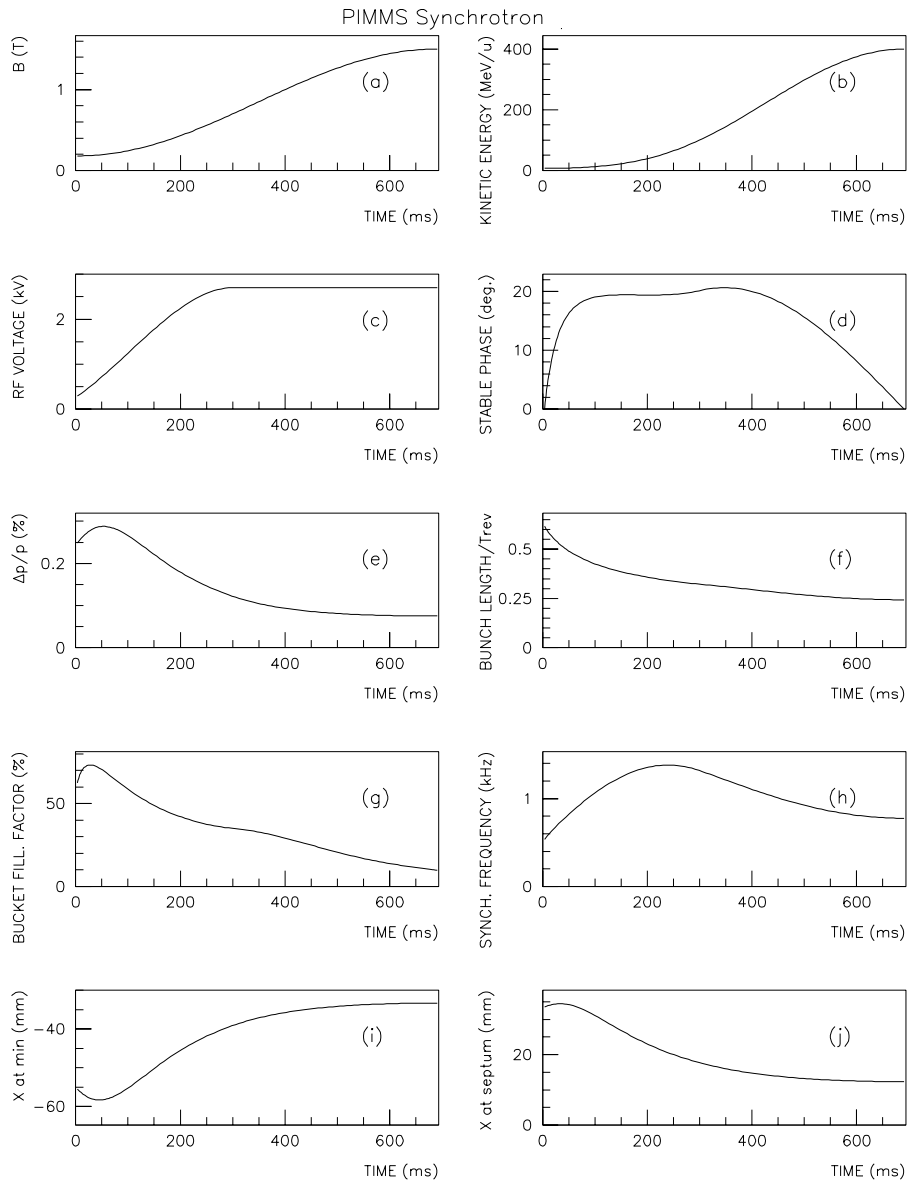 PIMMS Synchrotron
B (T)
1
0
(a)
0 200 400 600
TIME (ms)
KINETIC ENERGY (MeV/u)
400
200
0
(b)
0 200 400 600
TIME (ms)
RF VOLTAGE (kV)
2
0
(c)
0 200 400 600
TIME (ms)
STABLE PHASE (deg.)
20
10
0
(d)
0 200 400 600
TIME (ms)
Δp/p (%)
0.2
0
(e)
0 200 400 600
TIME (ms)
BUNCH LENGTH/Trev
0.5
0.25
0
(f)
0 200 400 600
TIME (ms)
BUCKET FILL. FACTOR (%)
50
0
(g)
0 200 400 600
TIME (ms)
SYNCH. FREQUENCY (kHz)
1
0
(h)
0 200 400 600
TIME (ms)
X at min (mm)
−40
−60
(i)
0 200 400 600
TIME (ms)
X at septum (mm)
20
0
(j)
0 200 400 600
TIME (ms)